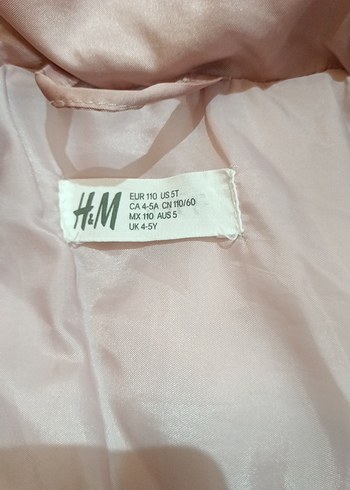 H&M
EUR 110 US 5T
CA 4-5A CN 110/60
MX 110 AUS 5
UK 4-5Y